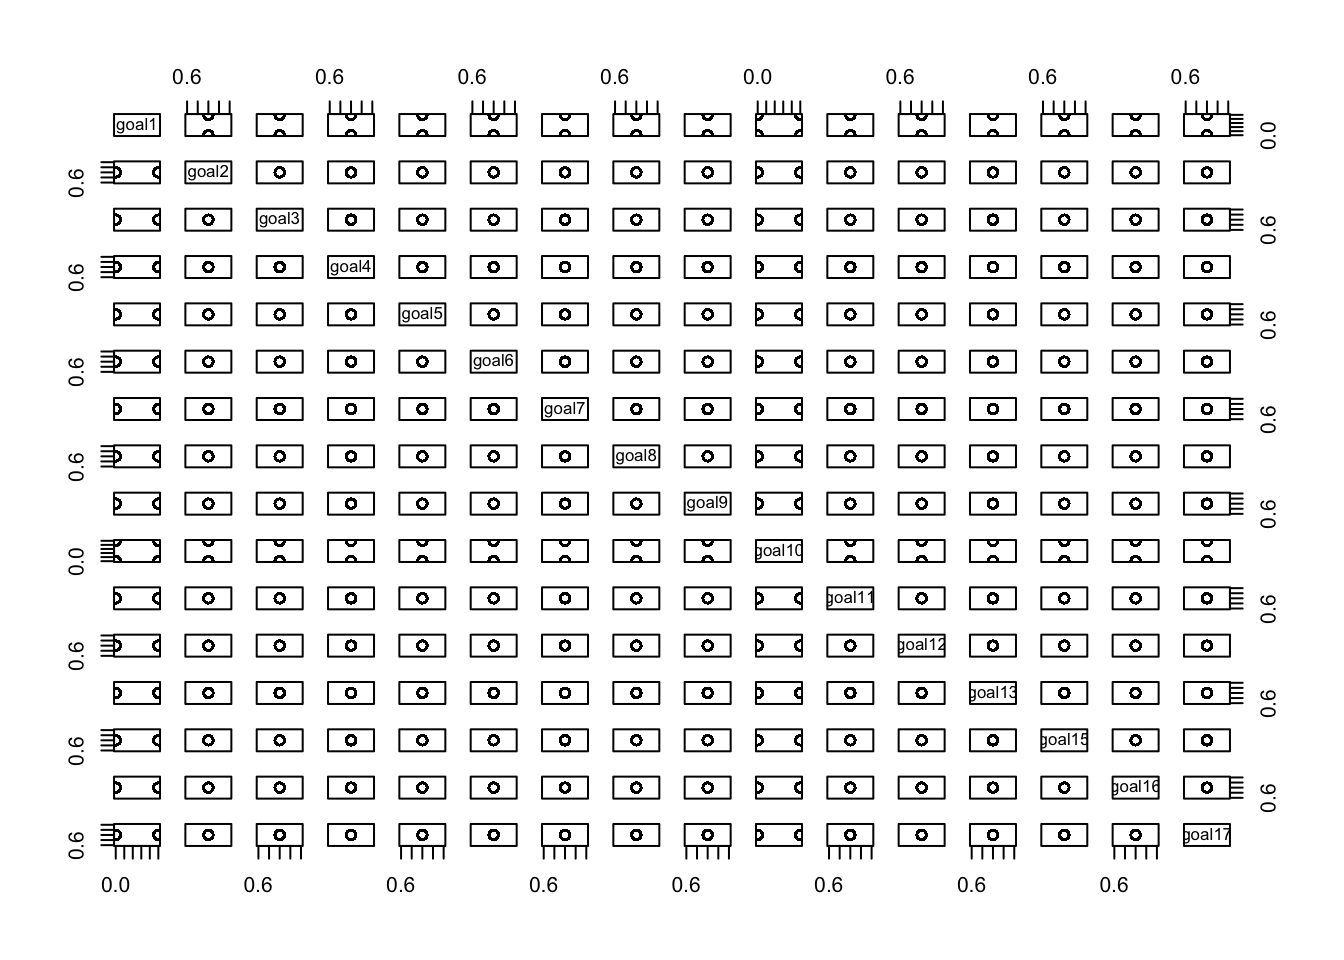 0.6 0.6 0.6 0.6 0.0 0.6 0.6 0.6
goal1 0.0
0.6 goal2
goal3 0.6
0.6 goal4
goal5 0.6
0.6 goal6
goal7 0.6
0.6 goal8
goal9 0.6
0.0 goal10
goal11 0.6
0.6 goal12
goal13 0.6
0.6 goal15
goal16 0.6
0.6 goal17
0.0 0.6 0.6 0.6 0.6 0.6 0.6 0.6